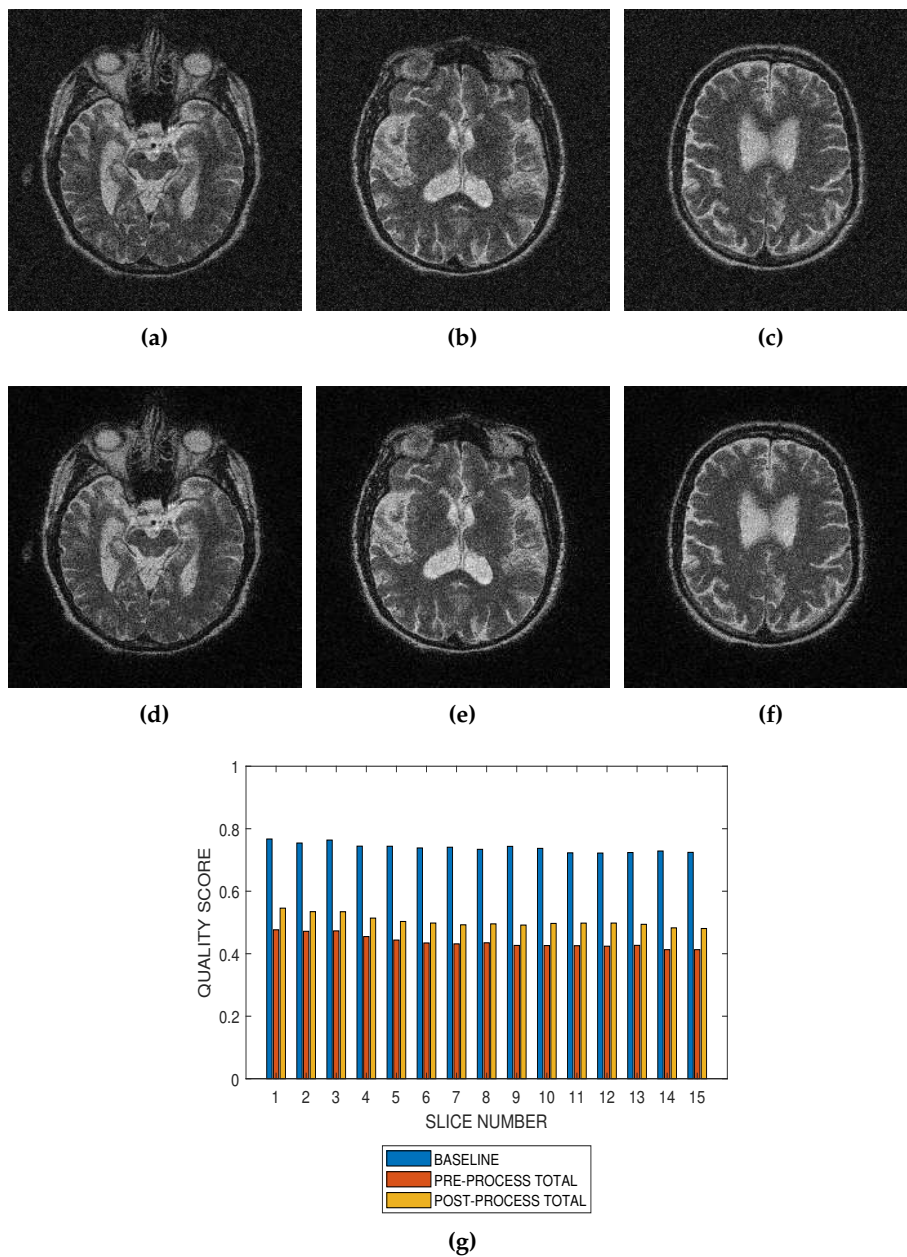 (a) (b) (c)
(d) (e) (f)
1
0.8
0.6
0.4
0.2
0
QUALITY SCORE
1 2 3 4 5 6 7 8 9 10 11 12 13 14 15
SLICE NUMBER
BASELINE
PRE-PROCESS TOTAL
POST-PROCESS TOTAL
(g)